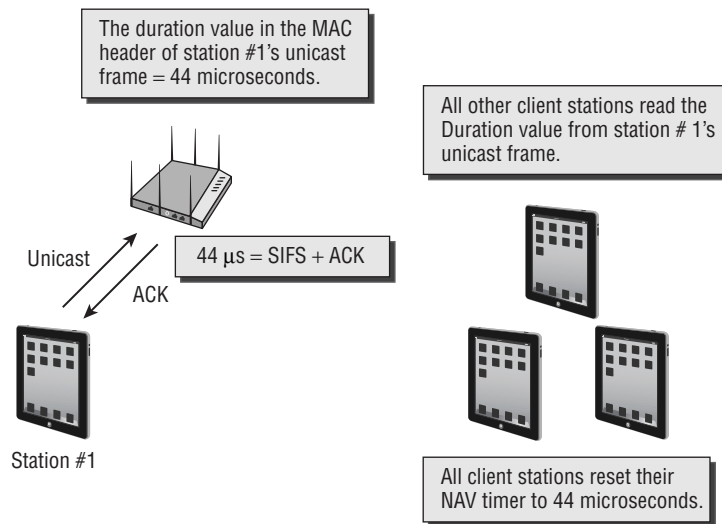 The duration value in the MAC
header of station #1's unicast
frame = 44 microseconds.
All other client stations read the
Duration value from station # 1's
unicast frame.
Unicast
44 μs = SIFS + ACK
ACK
Station #1
All client stations reset their
NAV timer to 44 microseconds.